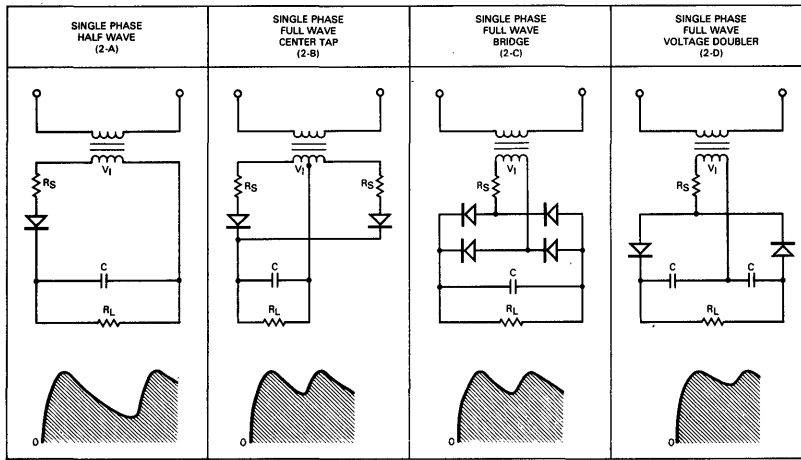 SINGLE PHASE
HALF WAVE
(2-A)
SINGLE PHASE
FULL WAVE
CENTER TAP
(2-B)
SINGLE PHASE
FULL WAVE
BRIDGE
(2-C)
SINGLE PHASE
FULL WAVE
VOLTAGE DOUBLER
(2-D)
VI
RS
C
RL
0
VI
RS
RS
C
RL
0
VI
RS
C
RL
0
VI
RS
C
C
RL
0